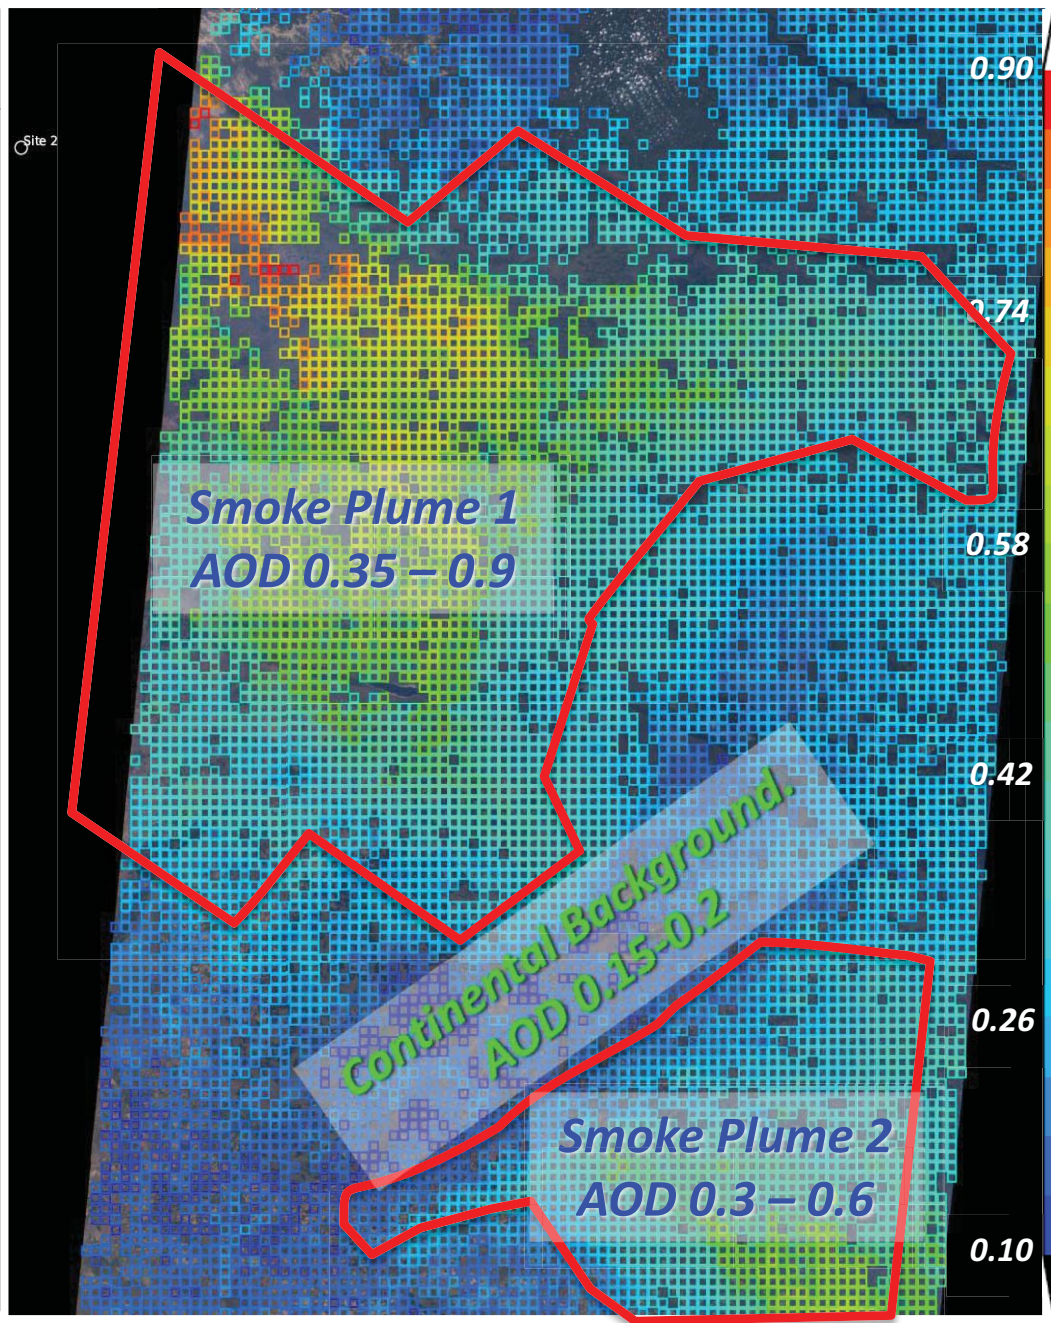 0.90
Site 2
0.74
Smoke Plume 1
AOD 0.35 – 0.9
0.58
0.42
Continental Background.
AOD 0.15-0.2
0.26
Smoke Plume 2
AOD 0.3 – 0.6
0.10